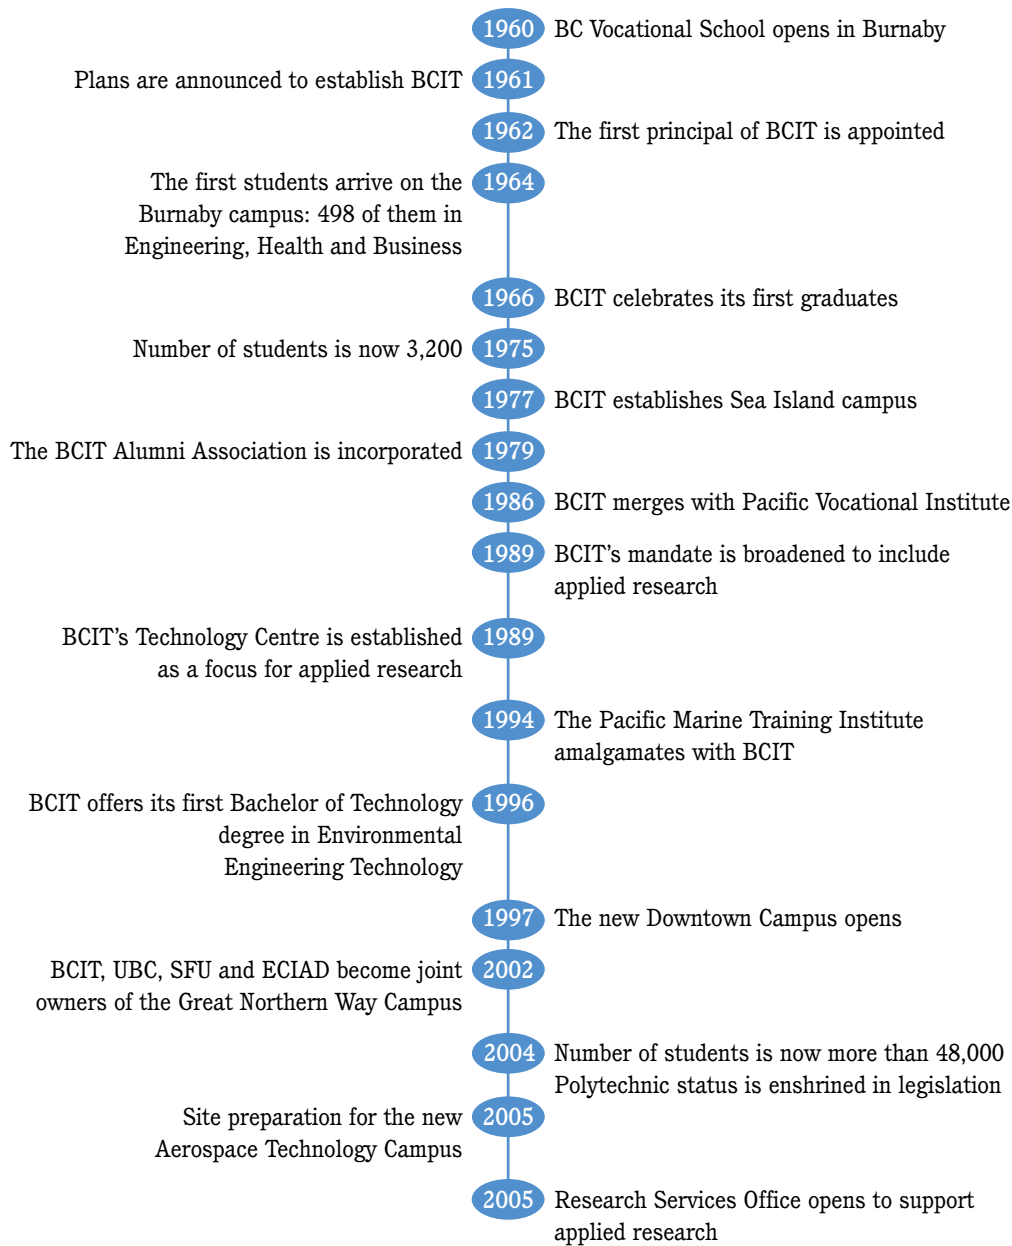 1960 BC Vocational School opens in Burnaby
Plans are announced to establish BCIT 1961
1962 The first principal of BCIT is appointed
The first students arrive on the 1964
Burnaby campus: 498 of them in
Engineering, Health and Business
1966 BCIT celebrates its first graduates
Number of students is now 3,200 1975
1977 BCIT establishes Sea Island campus
The BCIT Alumni Association is incorporated 1979
1986 BCIT merges with Pacific Vocational Institute
1989 BCIT’s mandate is broadened to include
applied research
BCIT’s Technology Centre is established 1989
as a focus for applied research
1994 The Pacific Marine Training Institute
amalgamates with BCIT
BCIT offers its first Bachelor of Technology 1996
degree in Environmental
Engineering Technology
1997 The new Downtown Campus opens
BCIT, UBC, SFU and ECIAD become joint 2002
owners of the Great Northern Way Campus
2004 Number of students is now more than 48,000
Polytechnic status is enshrined in legislation
Site preparation for the new 2005
Aerospace Technology Campus
2005 Research Services Office opens to support
applied research